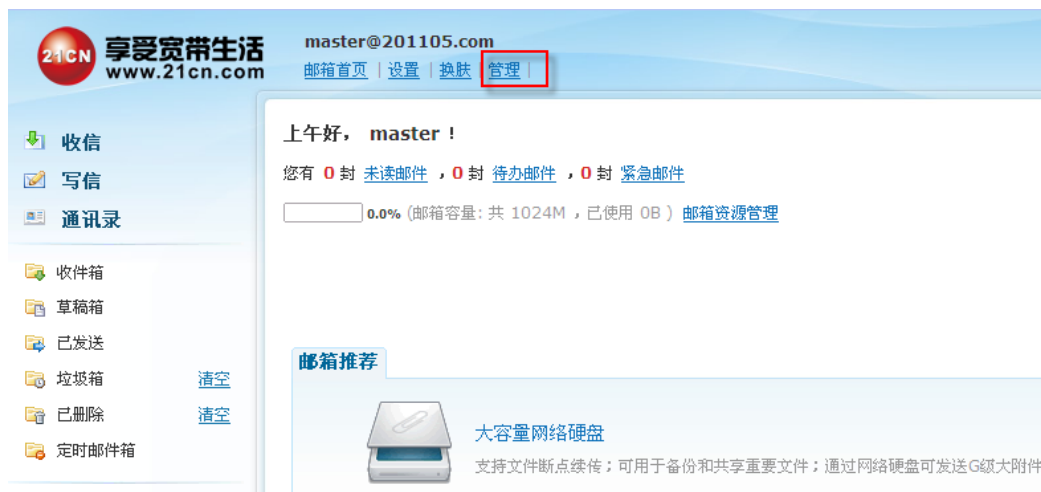 21CN 享受宽带生活
www.21cn.com
master@201105.com
邮箱首页 | 设置 | 换肤 | 管理 |
收信
写信
通讯录
收件箱
草稿箱
已发送
垃圾箱 清空
已删除 清空
定时邮件箱
上午好， master !
您有 0 封 未读邮件 ，0 封 待办邮件 ，0 封 紧急邮件
0.0% (邮箱容量: 共 1024M ，已使用 0B ) 邮箱资源管理
邮箱推荐
大容量网络硬盘
支持文件断点续传；可用于备份和共享重要文件；通过网络硬盘可发送G级大附件